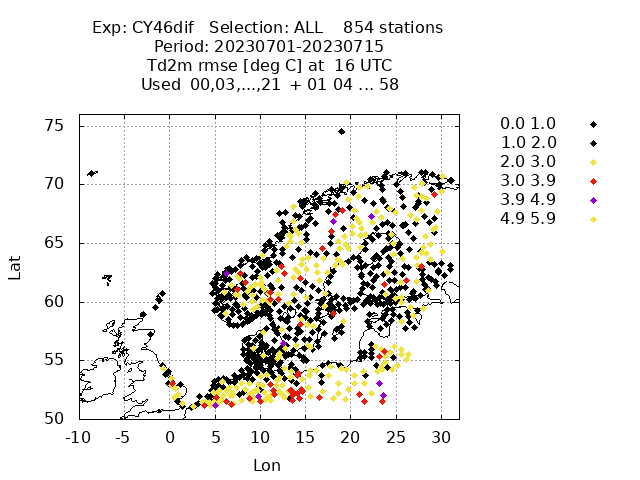 Exp: CY46dif Selection: ALL 854 stations
Period: 20230701-20230715
Td2m rmse [deg C] at 16 UTC
Used 00,03,...,21 + 01 04 ... 58
75
70
65
60
55
50
Lat
-10 -5 0 5 10 15 20 25 30
Lon
0.0 1.0
1.0 2.0
2.0 3.0
3.0 3.9
3.9 4.9
4.9 5.9